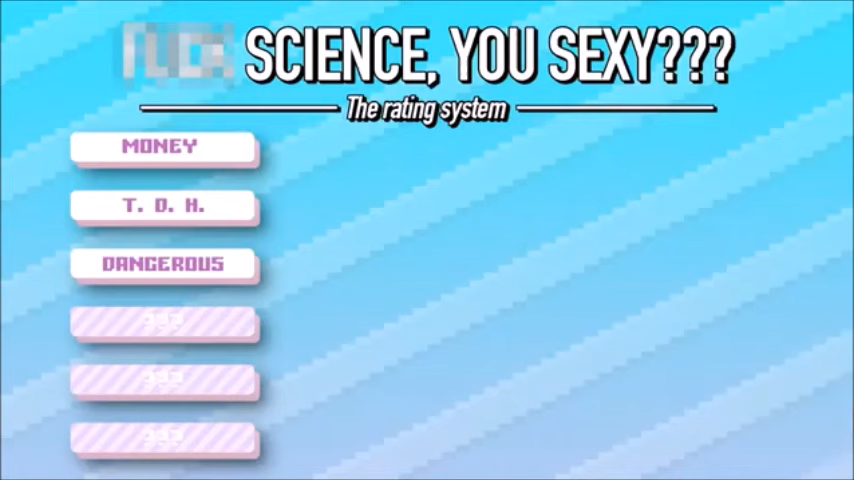 SCIENCE, YOU SEXY???
The rating system
MONEY
T. D. H.
DANGEROUS
???
???
???